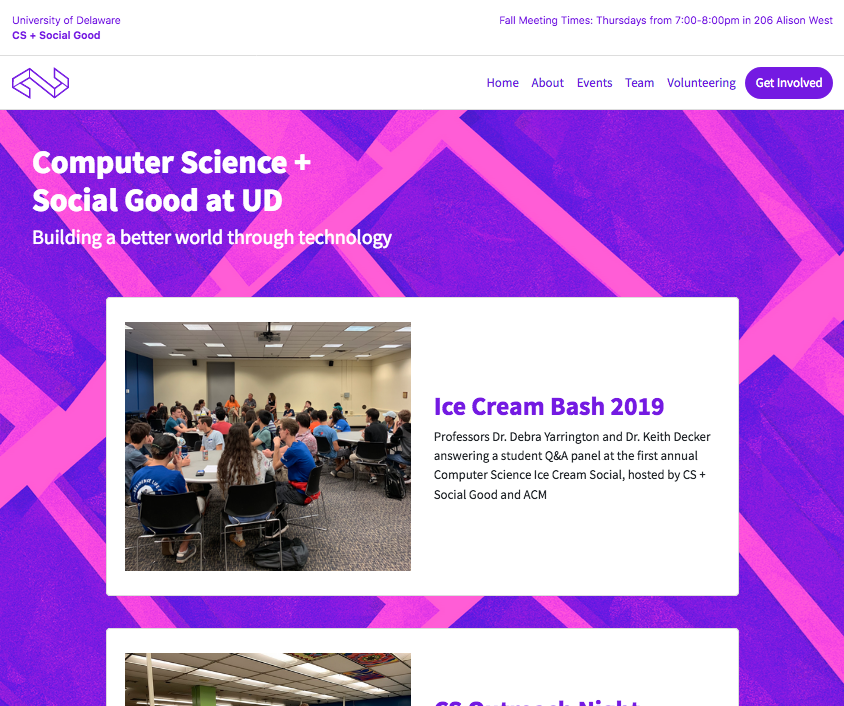 University of Delaware
Fall Meeting Times: Thursdays from 7:00-8:00pm in 206 Alison West
CS + Social Good
Home About Events Team Volunteering Get Involved
Computer Science +
Social Good at UD
Building a better world through technology
Ice Cream Bash 2019
Professors Dr. Debra Yarrington and Dr. Keith Decker
answering a student Q&A panel at the first annual
Computer Science Ice Cream Social, hosted by CS +
Social Good and ACM
CS Outreach Night